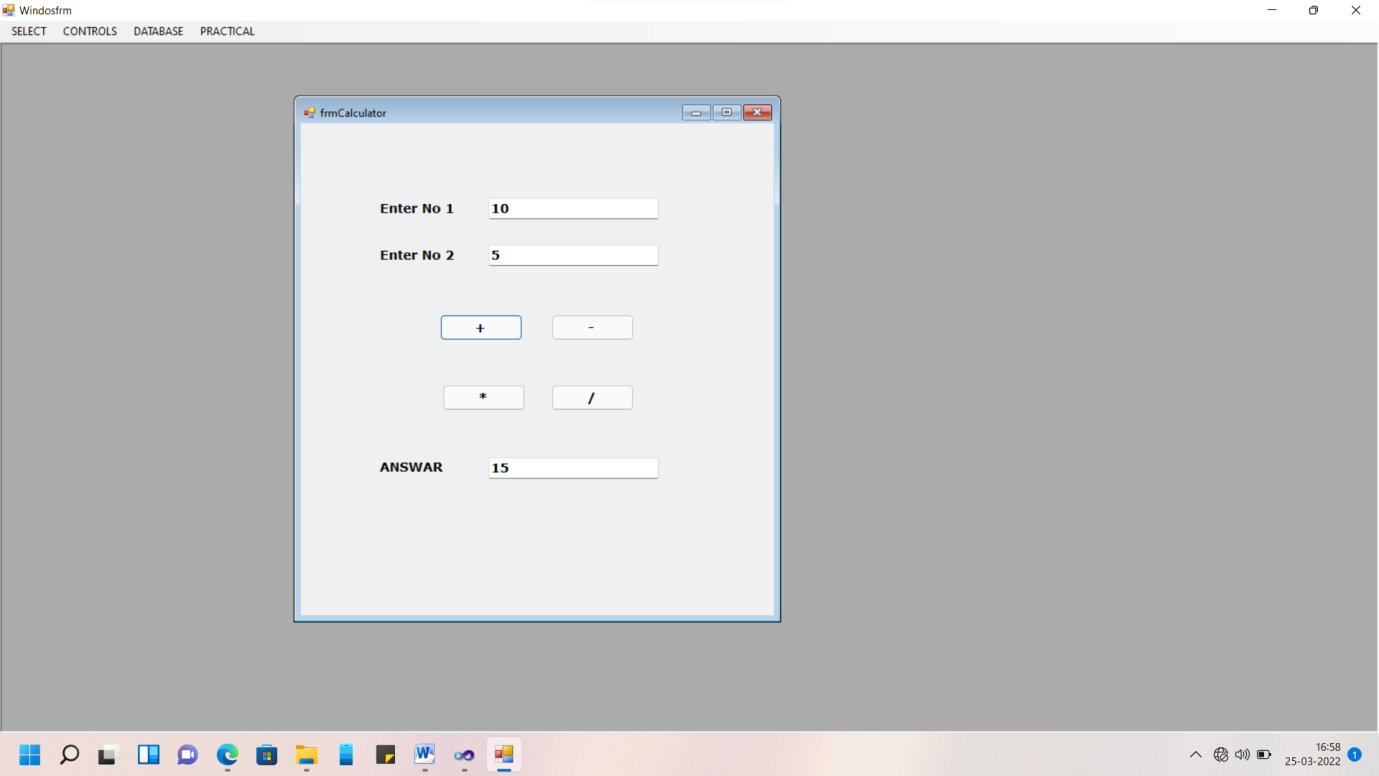 Windosfrm
SELECT CONTROLS DATABASE PRACTICAL
frmCalculator
Enter No 1 10
Enter No 2 5
+ -
* /
ANSWAR 15
16:58
25-03-2022
1